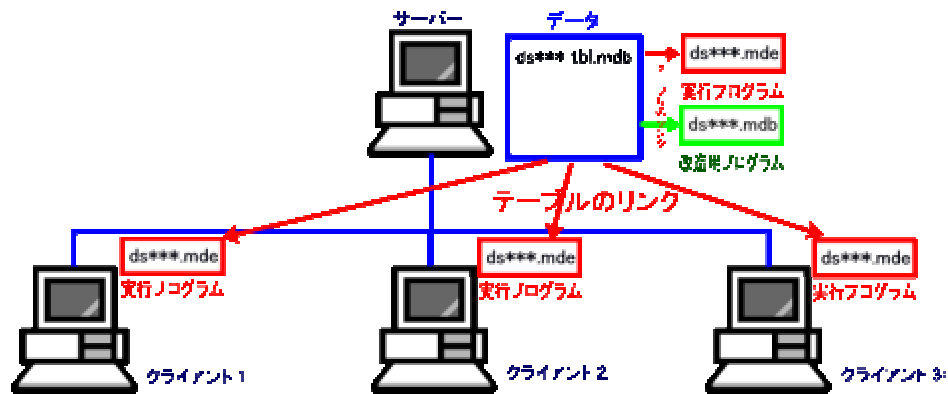 サーバー
データ
ds*** tbl.mdb
ds***.mde
実行プログラム
ds***.mdb
プログラム
テーブルのリンク
ds***.mde
実行プログラム
ds***.mde
実行プログラム
ds***.mde
実行プログラム
クライアント1
クライアント2
クライアント3